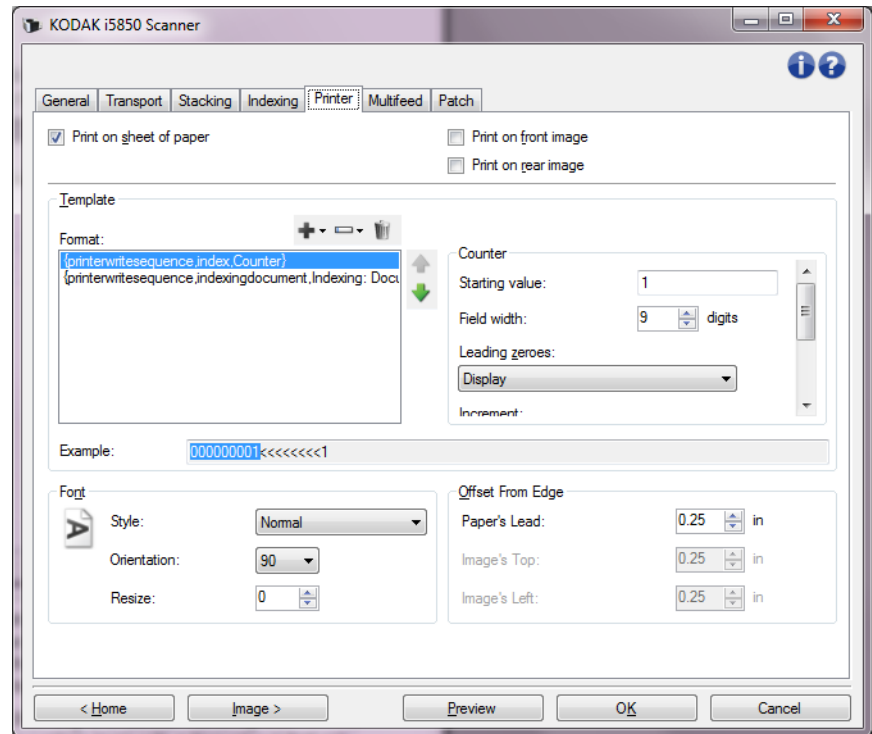 KODAK i5850 Scanner
General Transport Stacking Indexing Printer Multifeed Patch
Print on sheet of paper
Print on front image
Print on rear image
Template
Format:
{printerwritesequence,index,Counter}
{printerwritesequence,indexingdocument,Indexing: Docu
Counter
Starting value: 1
Field width: 9 digits
Leading zeroes:
Display
Increment:
Example: 000000001<<<<<<<<1
Font
A
Style: Normal
Orientation: 90
Resize: 0
Offset From Edge
Paper's Lead: 0.25 in
Image's Top: 0.25 in
Image's Left: 0.25 in
< Home Image > Preview OK Cancel